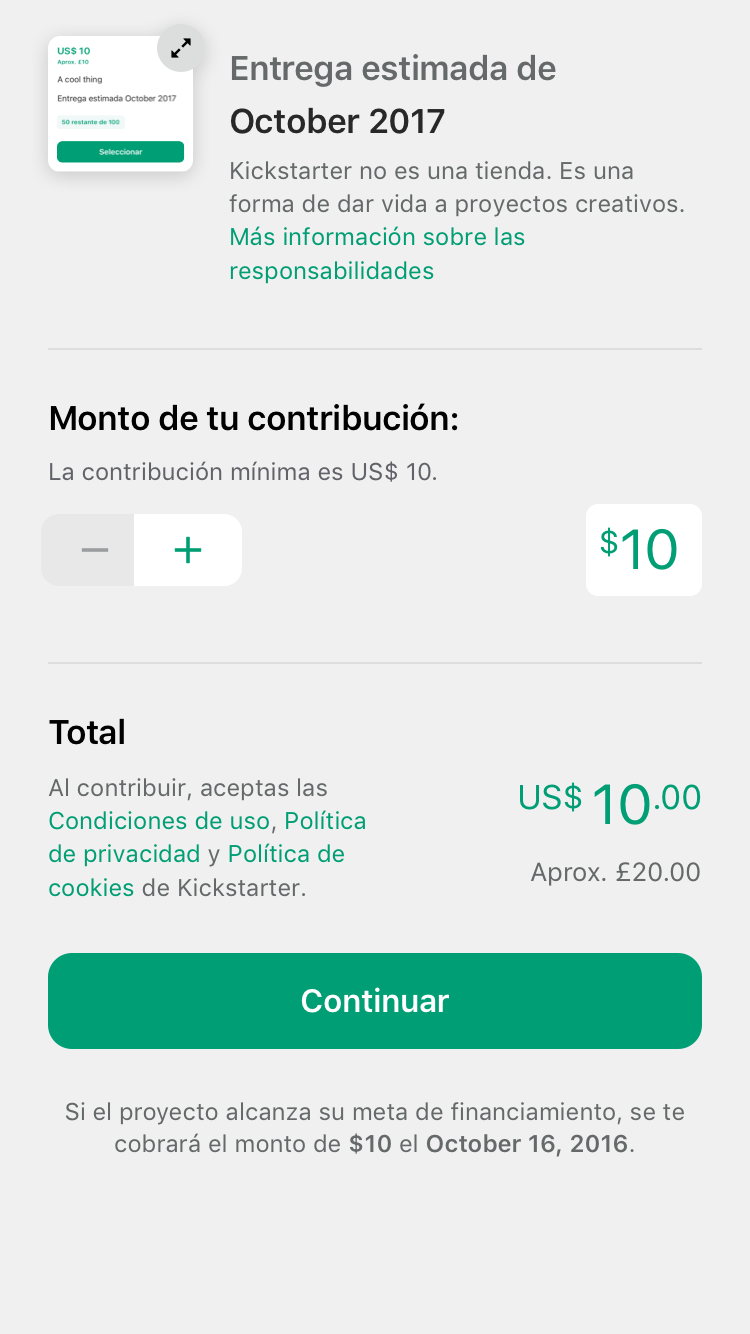 US$ 10
Aprox. £10
A cool thing
Entrega estimada October 2017
50 restante de 100
Seleccionar
Entrega estimada de
October 2017
Kickstarter no es una tienda. Es una
forma de dar vida a proyectos creativos.
Más información sobre las
responsabilidades
Monto de tu contribución:
La contribución mínima es US$ 10.
$10
Total
Al contribuir, aceptas las
Condiciones de uso, Política
de privacidad y Política de
cookies de Kickstarter.
US$ 10.00
Aprox. £20.00
Continuar
Si el proyecto alcanza su meta de financiamiento, se te
cobrará el monto de $10 el October 16, 2016.